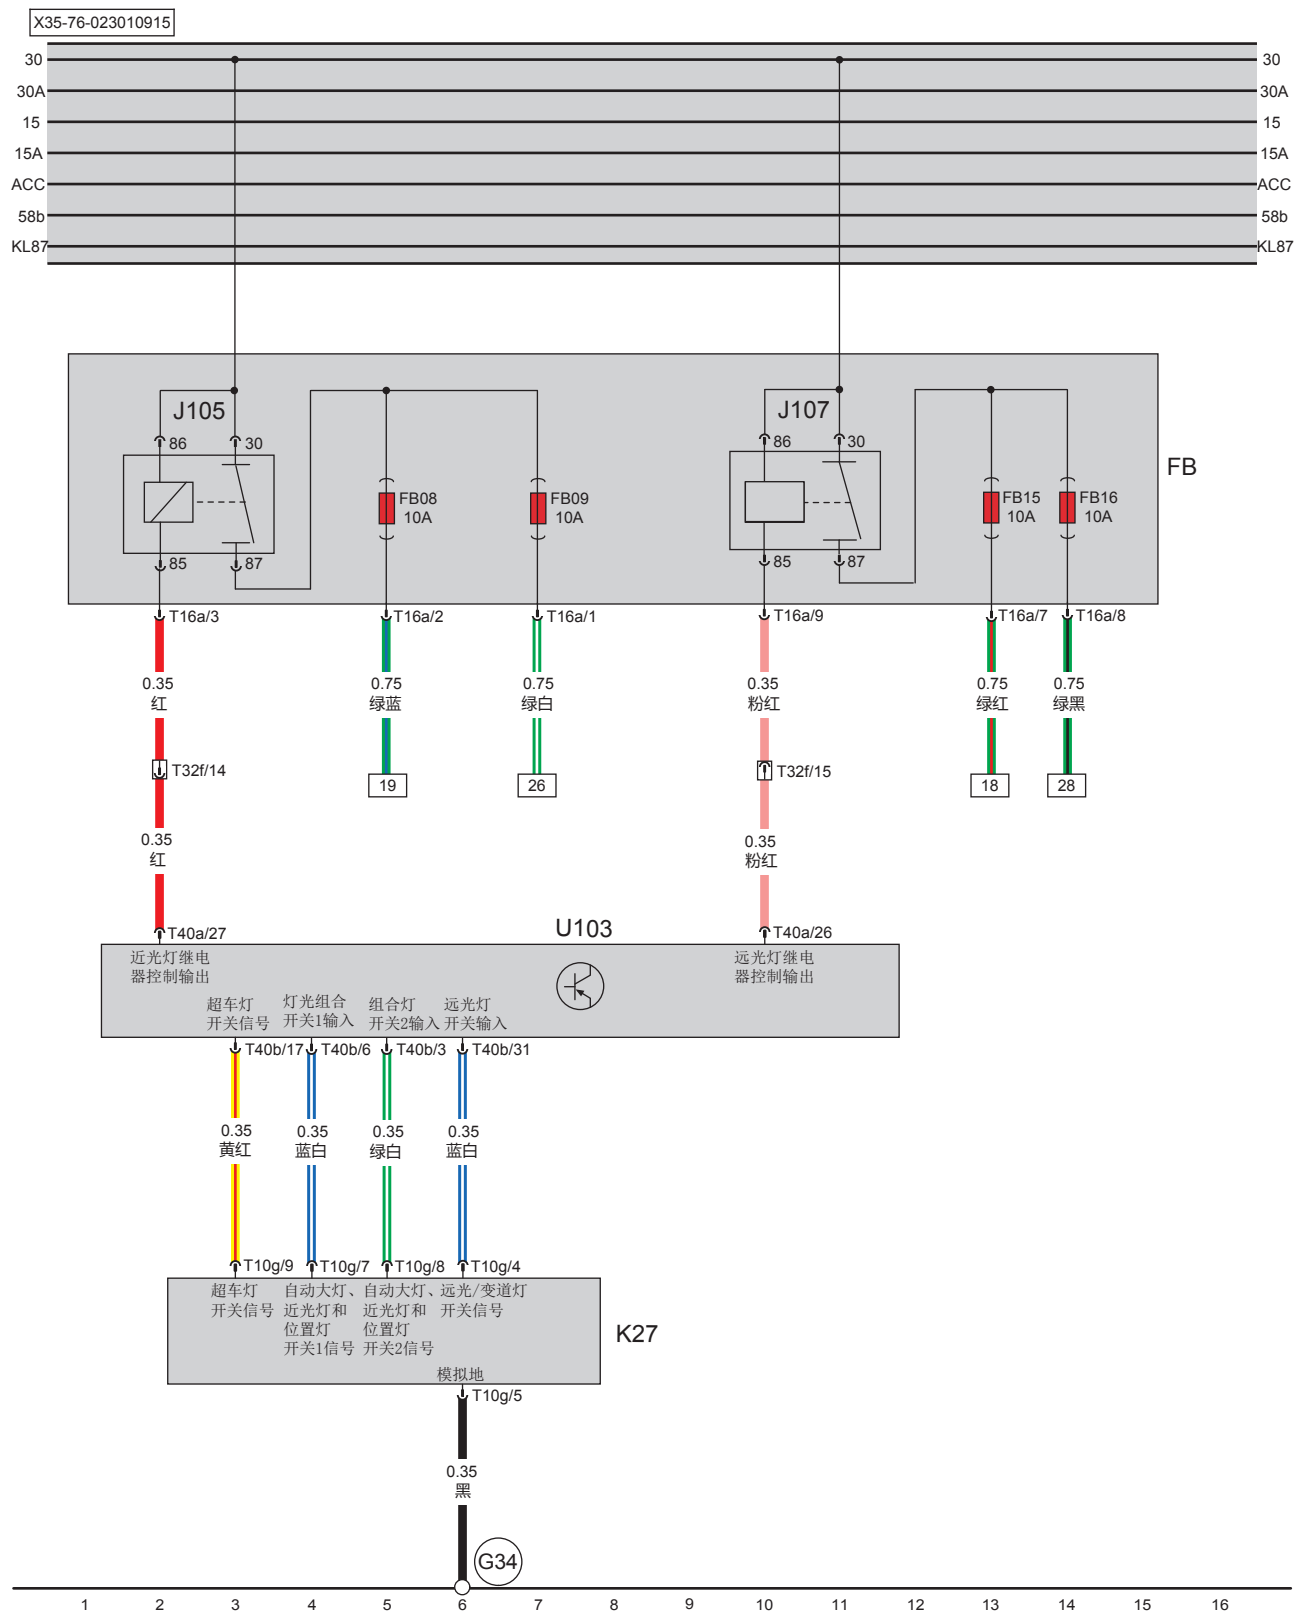 X35-76-023010915
30 30
30A 30A
15 15
15A 15A
ACC ACC
58b 58b
KL87 KL87
J105 J107
86 30 86 30
FB
FB08 FB09 FB15 FB16
10A 10A 10A 10A
85 87 85 87
T16a/3 T16a/2 T16a/1 T16a/9 T16a/7 T16a/8
0.35 0.75 0.75 0.35 0.75 0.75
红 绿蓝 绿白 粉红 绿红 绿黑
T32f/14 T32f/15
19 26 18 28
0.35 0.35
红 粉红
U103
T40a/27 T40a/26
近光灯继电 远光灯继电
器控制输出 器控制输出
超车灯 灯光组合 组合灯 远光灯
开关信号 开关1输入 开关2输入 开关输入
T40b/17 T40b/6 T40b/3 T40b/31
0.35 0.35 0.35 0.35
黄红 蓝白 绿白 蓝白
T10g/9 T10g/7 T10g/8 T10g/4
超车灯 自动大灯、 自动大灯、 远光/变道灯
开关信号 近光灯和 近光灯和 开关信号
位置灯 位置灯
开关1信号 开关2信号
K27
模拟地
T10g/5
0.35
黑
G34
1 2 3 4 5 6 7 8 9 10 11 12 13 14 15 16